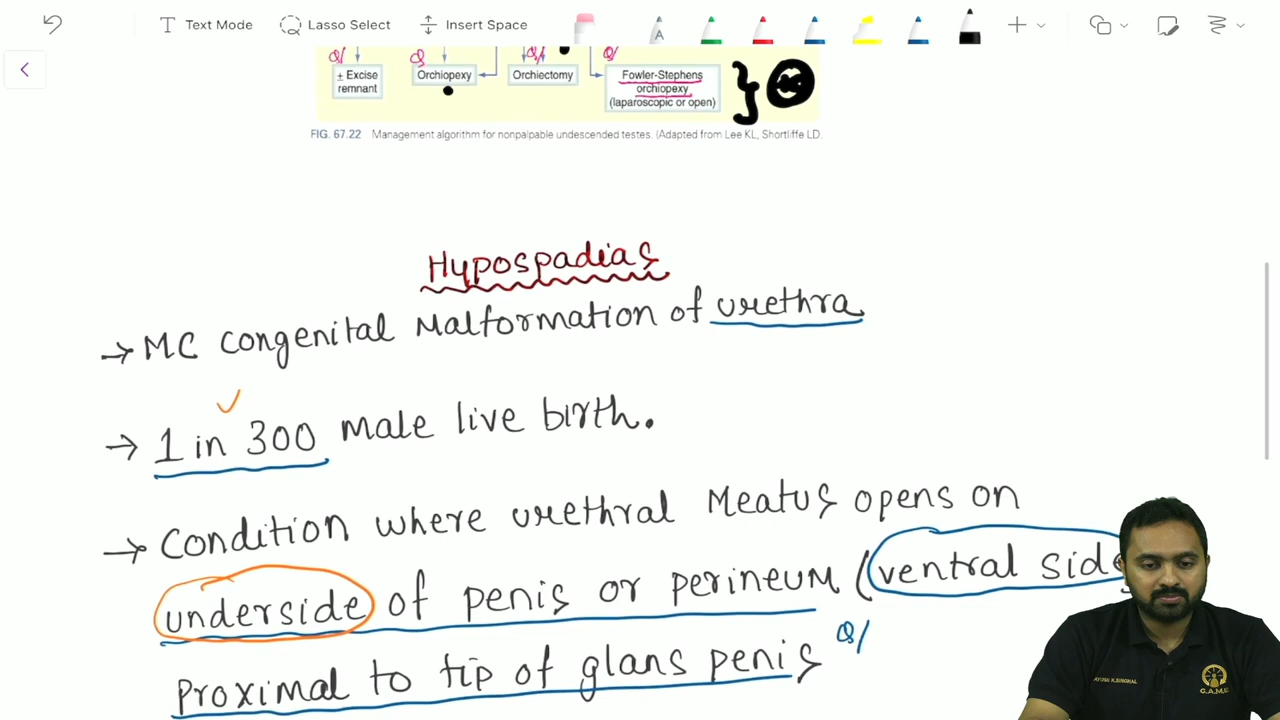 Text Mode Lasso Select Insert Space
± Excise remnant
Orchiopexy
Orchiectomy
Fowler-Stephens orchiopexy (laparoscopic or open)
FIG. 67.22 Management algorithm for nonpalpable undescended testes. (Adapted from Lee KL, Shortliffe LD.
Hypospadias
→ MC congenital Malformation of urethra
→ 1 in 300 male live birth.
→ Condition where urethral Meatus opens on
underside of penis or perineum (ventral side
Proximal to tip of glans penis
AYUSH K.SINGHAL
G.A.M.S